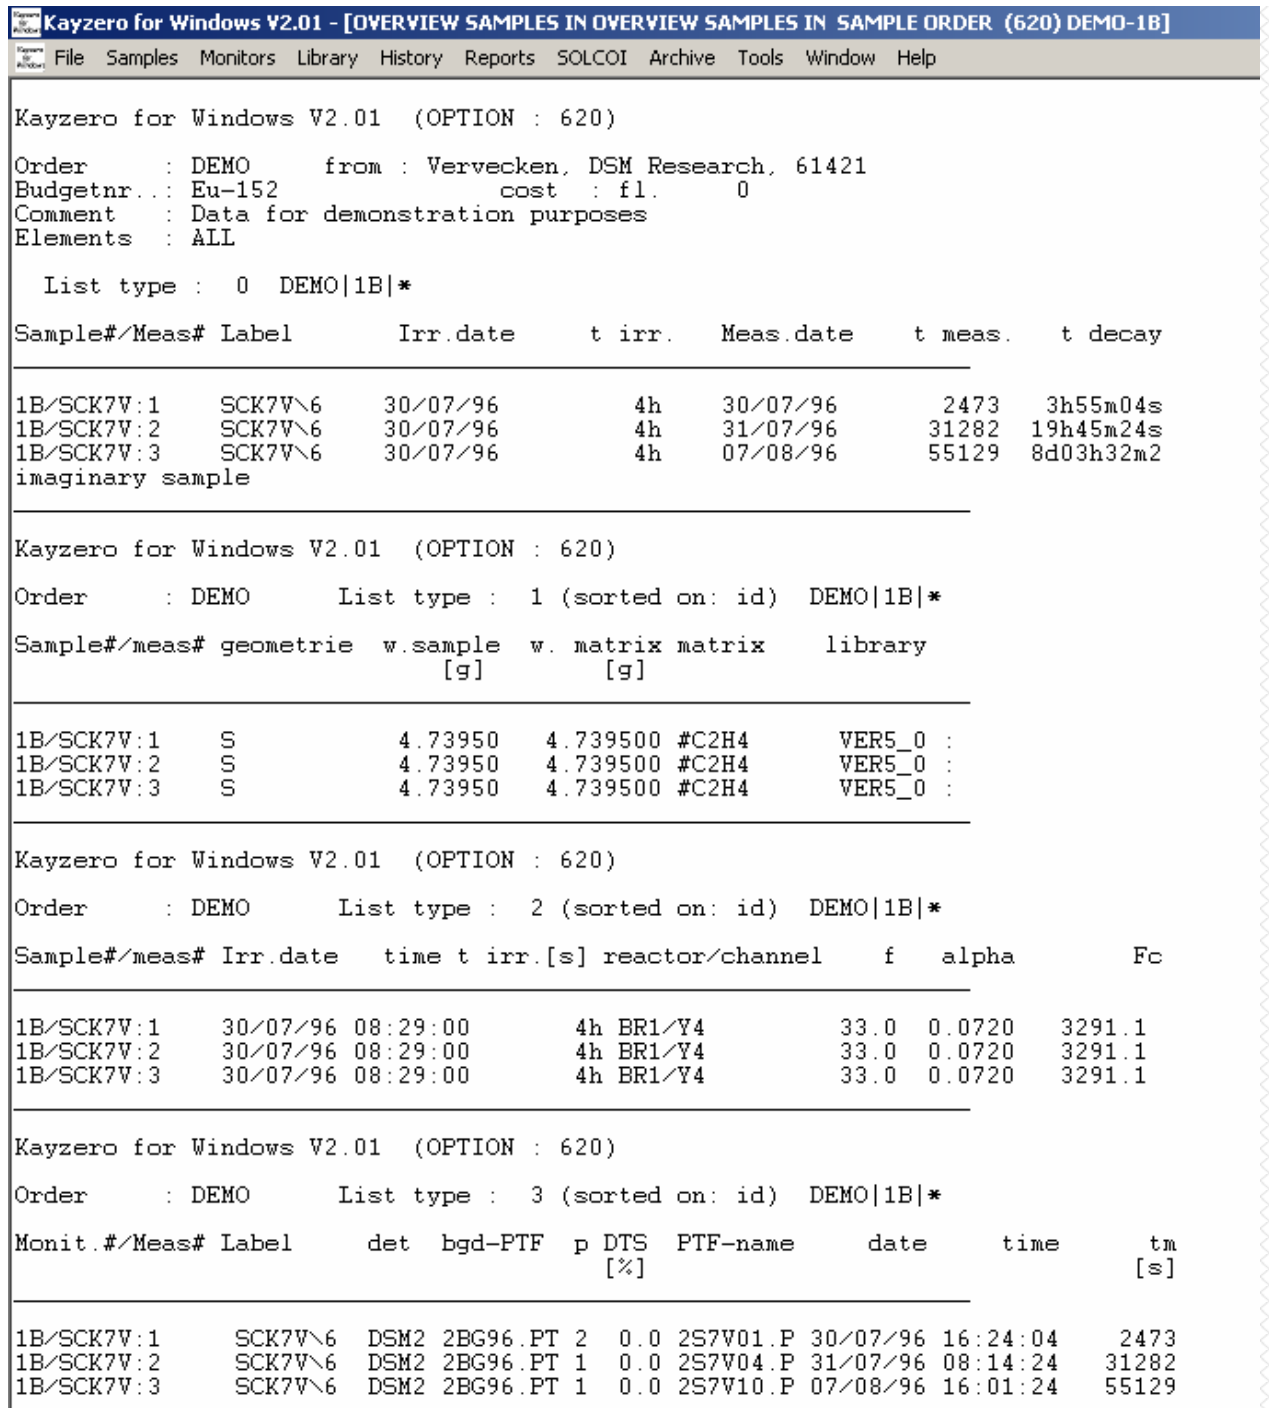 Kayzero for Windows V2.01 - [OVERVIEW SAMPLES IN OVERVIEW SAMPLES IN  SAMPLE ORDER  (620) DEMO-1B]
File  Samples  Monitors  Library  History  Reports  SOLCOI  Archive  Tools  Window  Help
Kayzero for Windows V2.01  (OPTION : 620)
Order      : DEMO     from : Vervecken, DSM Research, 61421
Budgetnr..: Eu-152               cost  : fl.     0
Comment   : Data for demonstration purposes
Elements  : ALL
List type :  0  DEMO|1B|*
Sample#/Meas# Label       Irr.date     t irr.   Meas.date    t meas.   t decay
1B/SCK7V:1    SCK7V\6    30/07/96         4h    30/07/96       2473    3h55m04s
1B/SCK7V:2    SCK7V\6    30/07/96         4h    31/07/96      31282   19h45m24s
1B/SCK7V:3    SCK7V\6    30/07/96         4h    07/08/96      55129   8d03h32m2
imaginary sample
Kayzero for Windows V2.01  (OPTION : 620)
Order      : DEMO      List type :  1 (sorted on: id)  DEMO|1B|*
Sample#/meas# geometrie  w.sample  w. matrix matrix    library
[g]        [g]
1B/SCK7V:1    S           4.73950   4.739500 #C2H4      VER5_0 :
1B/SCK7V:2    S           4.73950   4.739500 #C2H4      VER5_0 :
1B/SCK7V:3    S           4.73950   4.739500 #C2H4      VER5_0 :
Kayzero for Windows V2.01  (OPTION : 620)
Order      : DEMO      List type :  2 (sorted on: id)  DEMO|1B|*
Sample#/meas# Irr.date   time t irr.[s] reactor/channel    f   alpha        Fc
1B/SCK7V:1    30/07/96 08:29:00       4h BR1/Y4         33.0  0.0720   3291.1
1B/SCK7V:2    30/07/96 08:29:00       4h BR1/Y4         33.0  0.0720   3291.1
1B/SCK7V:3    30/07/96 08:29:00       4h BR1/Y4         33.0  0.0720   3291.1
Kayzero for Windows V2.01  (OPTION : 620)
Order      : DEMO      List type :  3 (sorted on: id)  DEMO|1B|*
Monit.#/Meas# Label     det  bgd-PTF  p DTS  PTF-name     date     time      tm
[%]                                [s]
1B/SCK7V:1     SCK7V\6  DSM2 2BG96.PT 2  0.0 2S7V01.P 30/07/96 16:24:04    2473
1B/SCK7V:2     SCK7V\6  DSM2 2BG96.PT 1  0.0 2S7V04.P 31/07/96 08:14:24   31282
1B/SCK7V:3     SCK7V\6  DSM2 2BG96.PT 1  0.0 2S7V10.P 07/08/96 16:01:24   55129